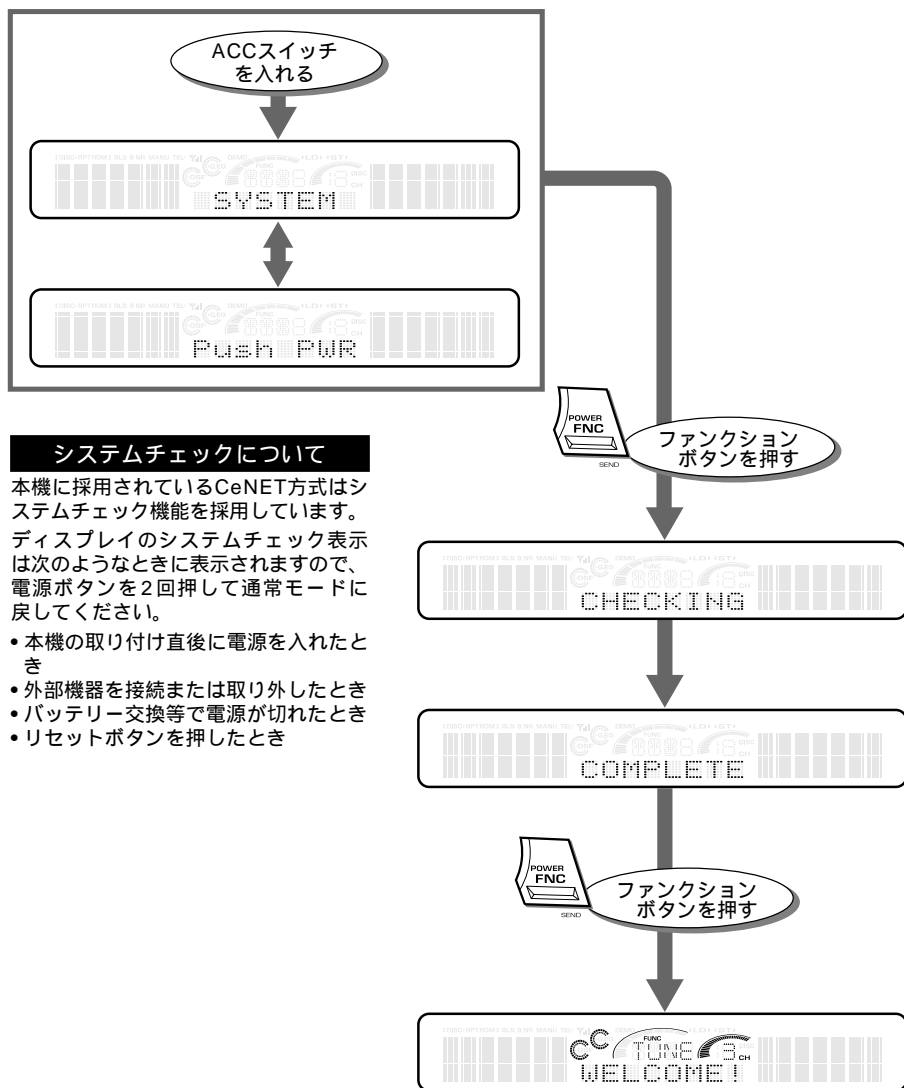 ACCスイッチ
を入れる
SYSTEM
Push PWR
システムチェックについて
本機に採用されているCeNET方式はシ
ステムチェック機能を採用しています。
ディスプレイのシステムチェック表示
は次のようなときに表示されますので、
電源ボタンを2回押して通常モードに
戻してください。
• 本機の取り付け直後に電源を入れたと
き
• 外部機器を接続または取り外したとき
• バッテリー交換等で電源が切れたとき
• リセットボタンを押したとき
POWER
FNC
SEND
ファンクション
ボタンを押す
CHECKING
COMPLETE
POWER
FNC
SEND
ファンクション
ボタンを押す
FUNC
TUNE 3 CH
WELCOME!